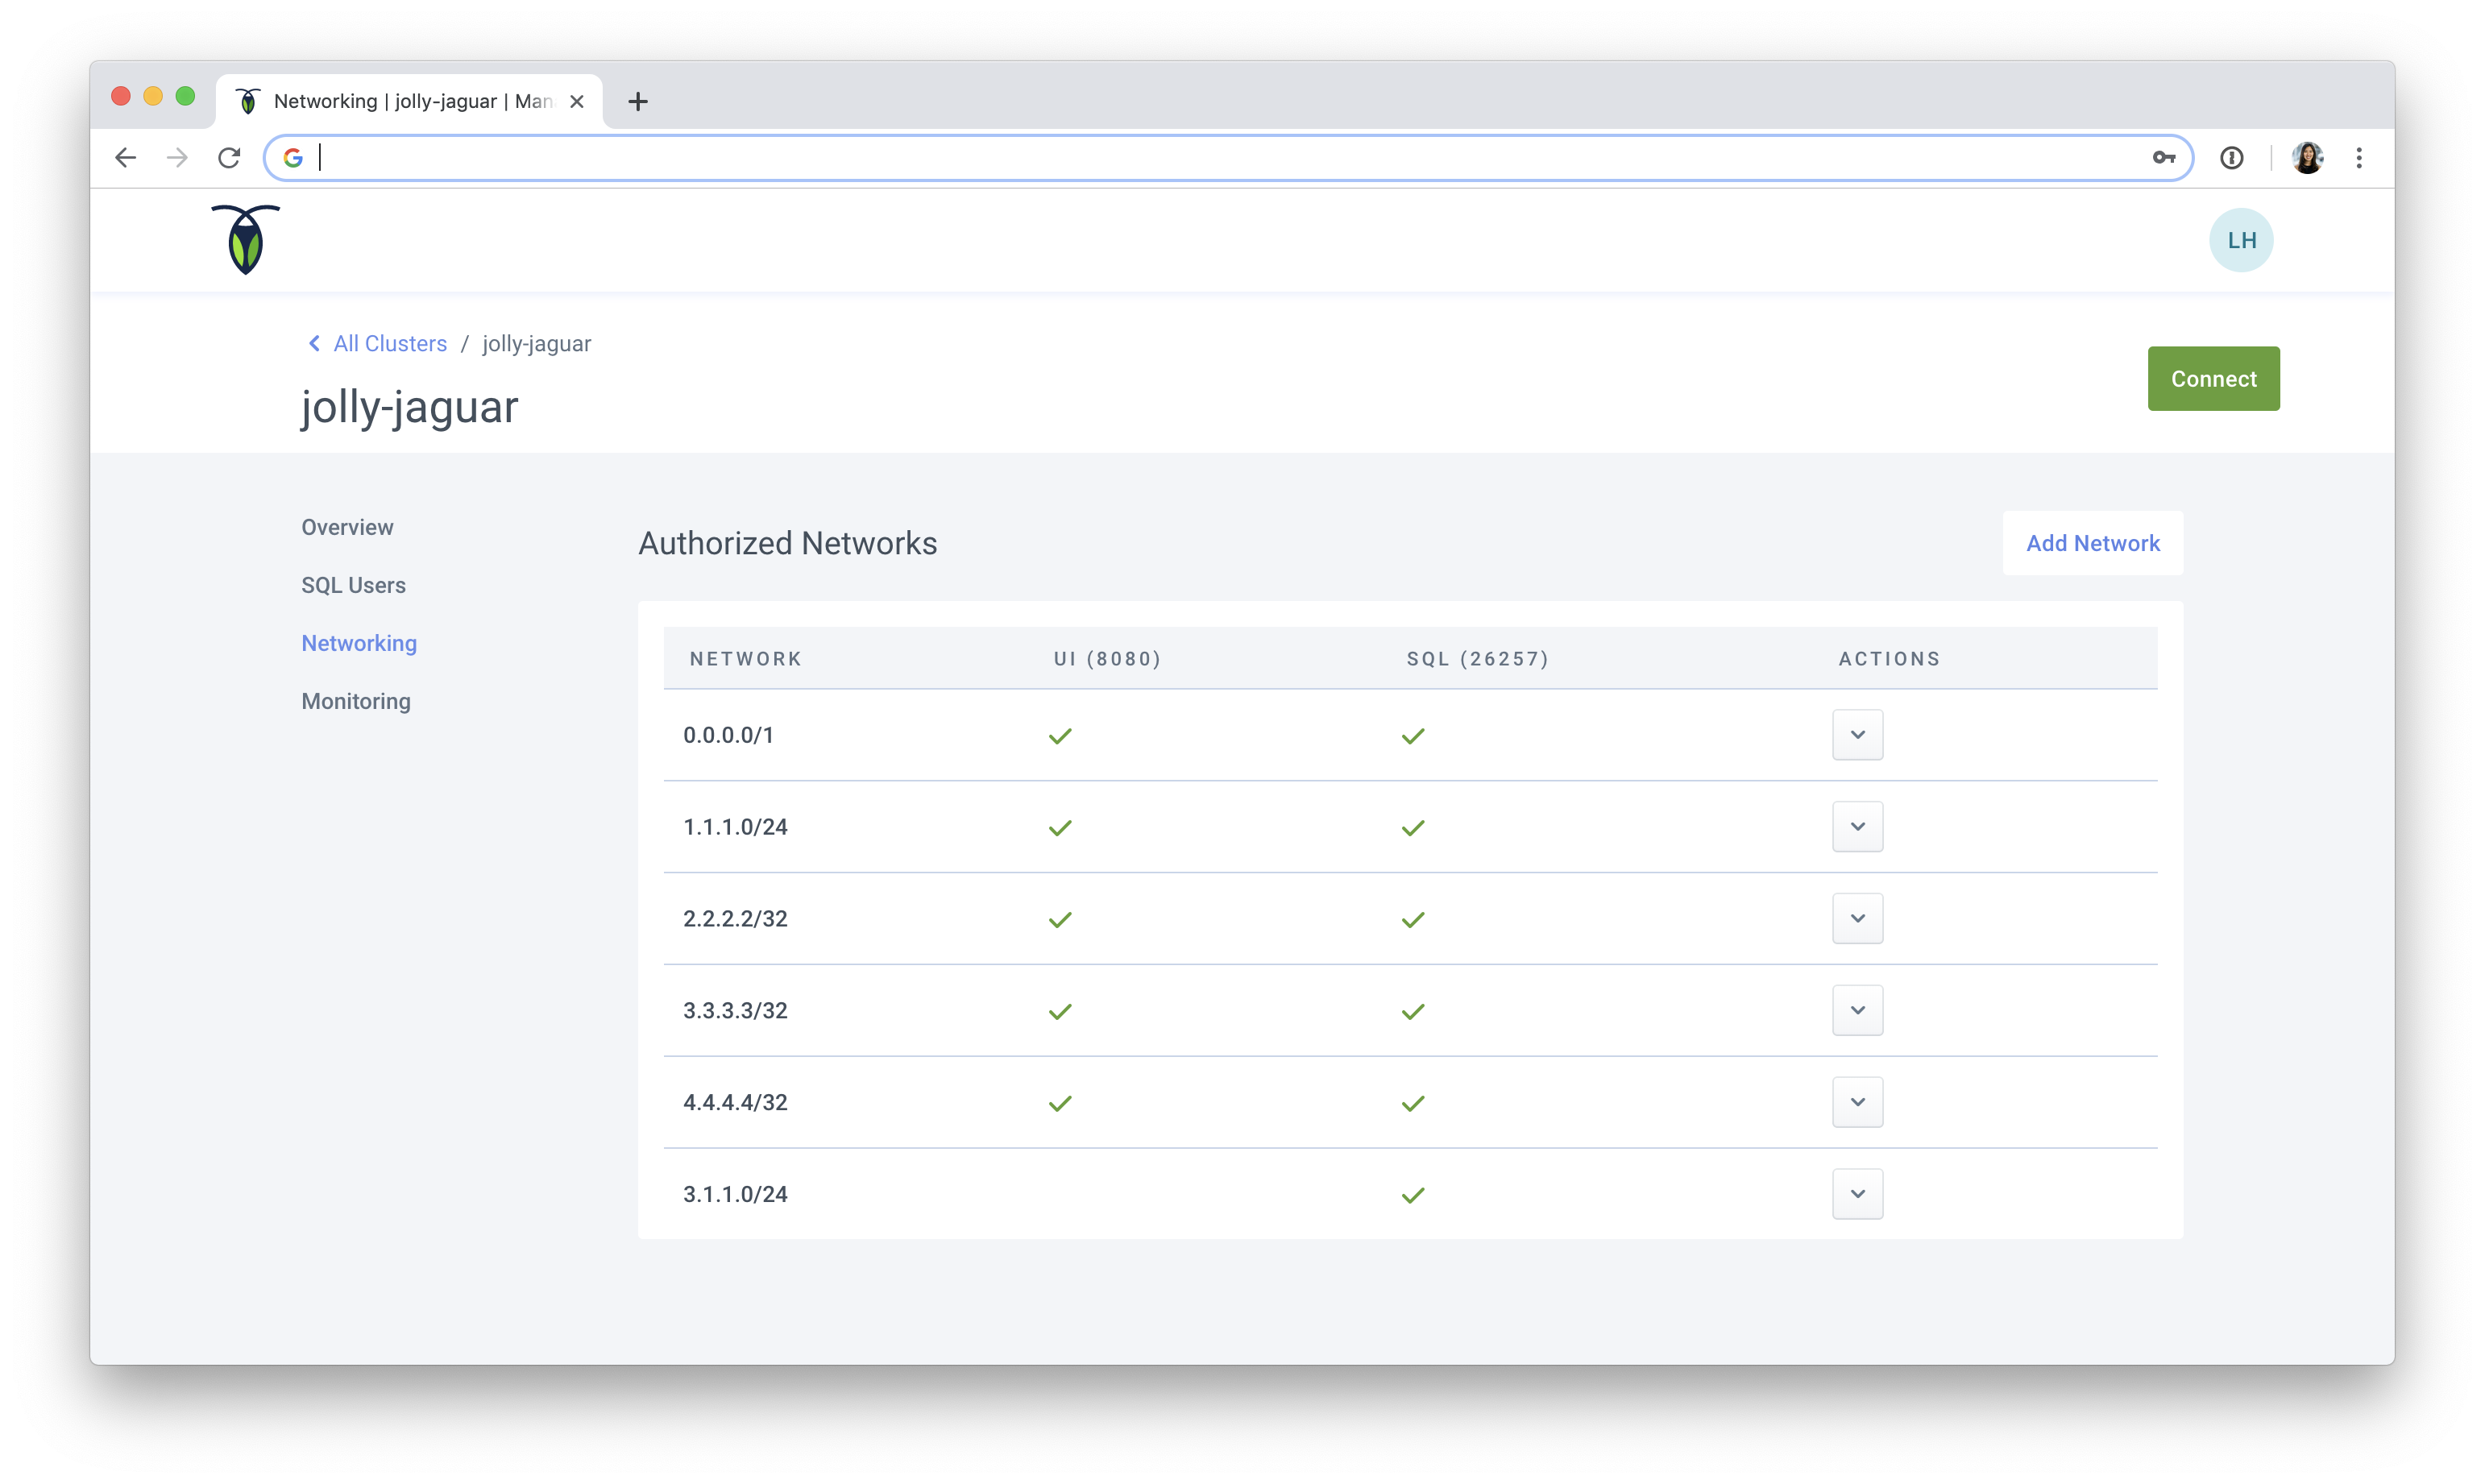 Networking | jolly-jaguar | Man
LH
All Clusters / jolly-jaguar
jolly-jaguar
Connect
Overview
SQL Users
Networking
Monitoring
Authorized Networks
Add Network
NETWORK UI (8080) SQL (26257) ACTIONS
0.0.0.0/1
1.1.1.0/24
2.2.2.2/32
3.3.3.3/32
4.4.4.4/32
3.1.1.0/24